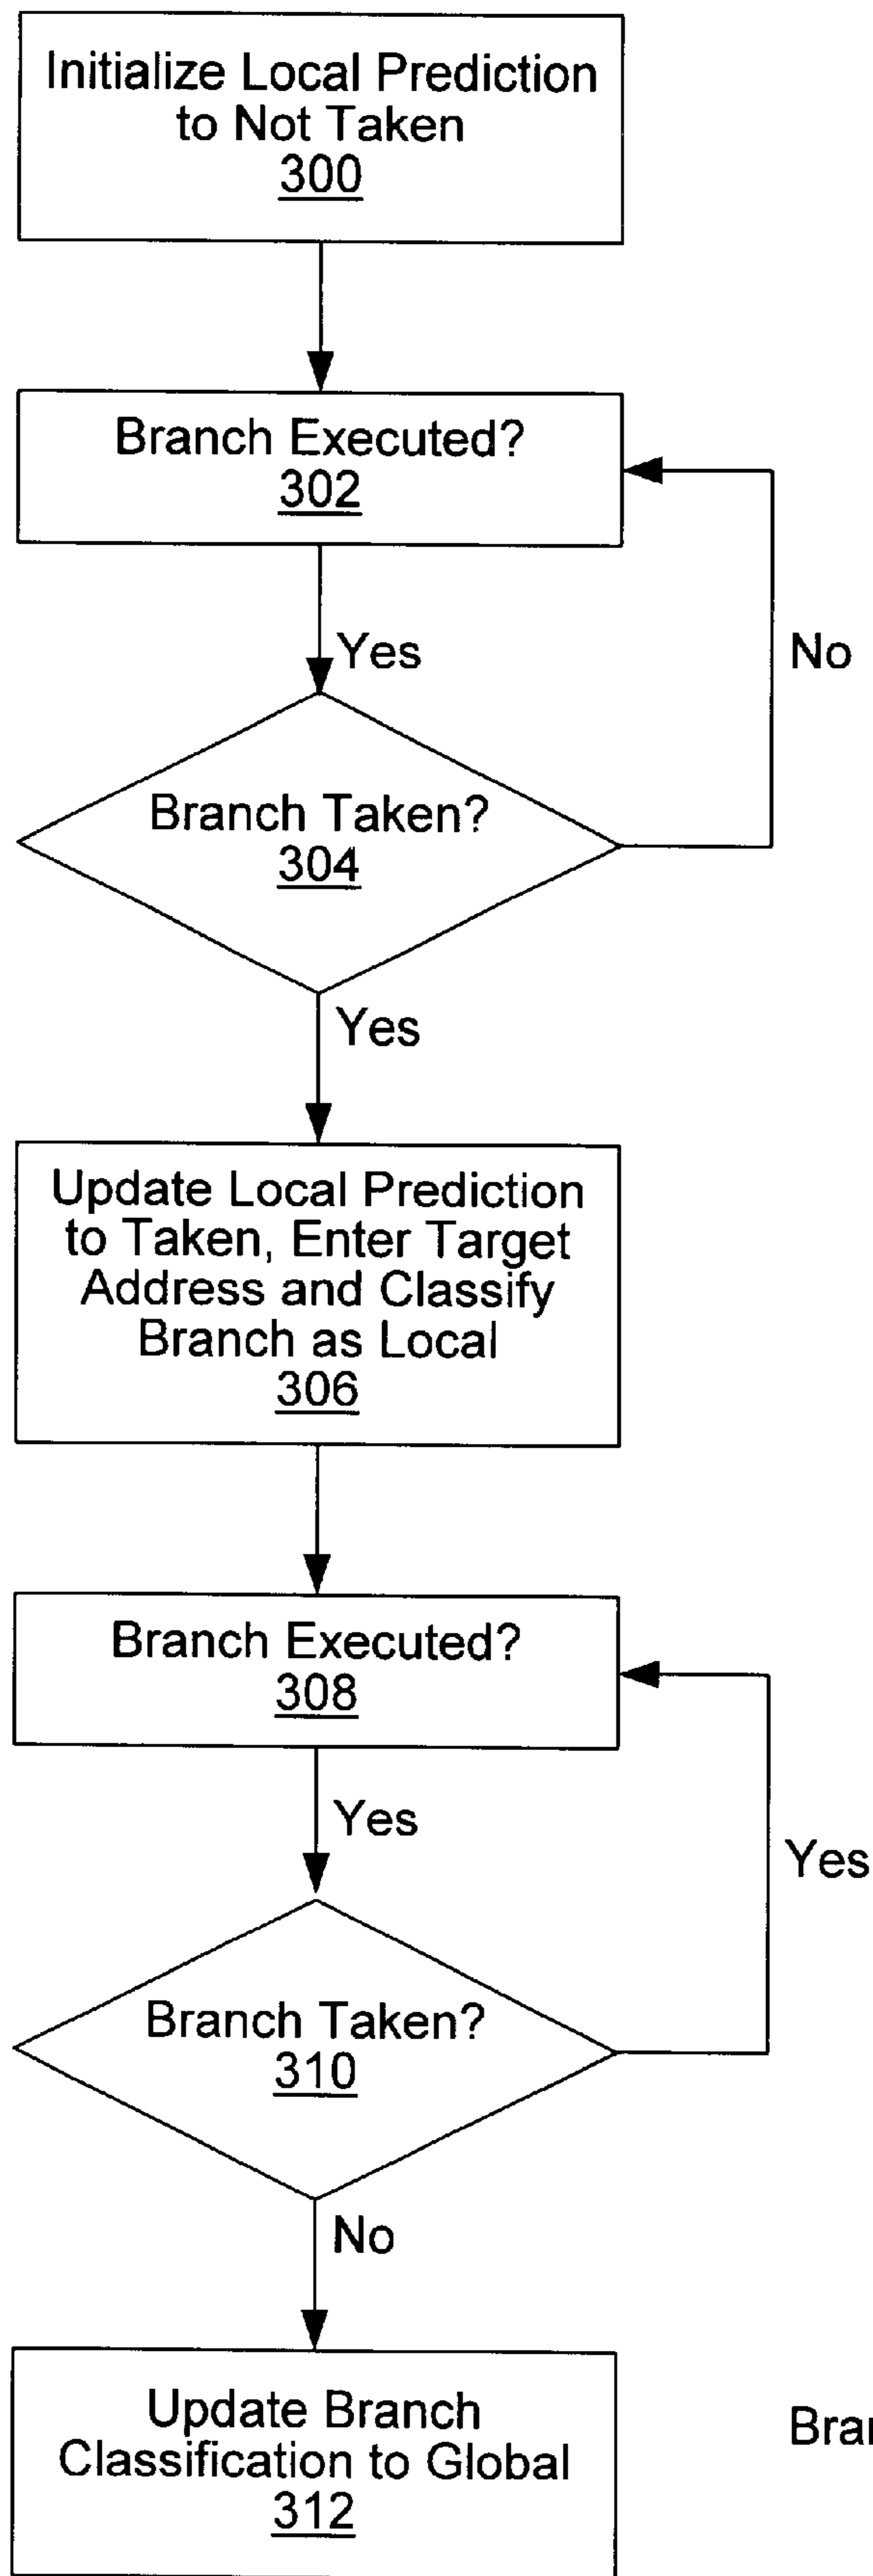 Initialize Local Prediction
to Not Taken
300
Branch Executed?
302
Yes
No
Branch Taken?
304
Yes
Update Local Prediction
to Taken, Enter Target
Address and Classify
Branch as Local
306
Branch Executed?
308
Yes
Yes
Branch Taken?
310
No
Update Branch
Classification to Global
312